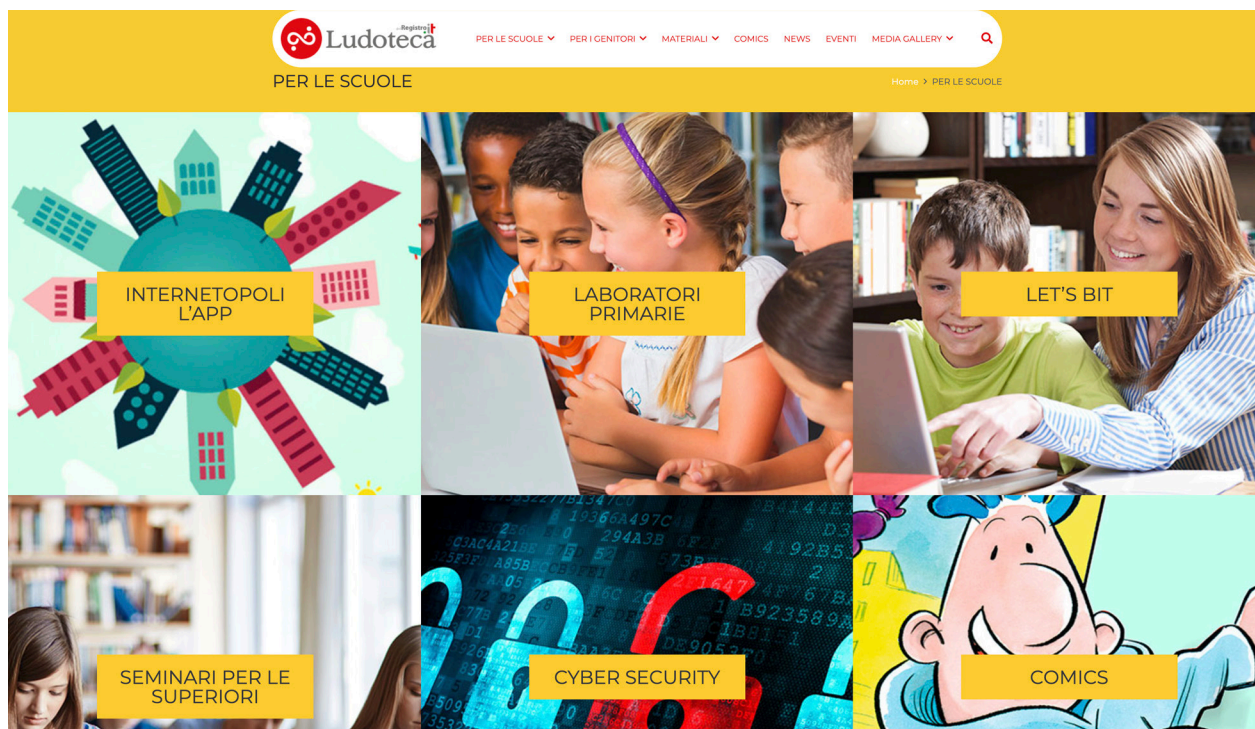 Registro.it
Ludoteca
PER LE SCUOLE
PER I GENITORI
MATERIALI
COMICS
NEWS
EVENTI
MEDIA GALLERY
PER LE SCUOLE
Home > PER LE SCUOLE
INTERNETOPOLI
L'APP
LABORATORI
PRIMARIE
LET'S BIT
SEMINARI PER LE
SUPERIORI
CYBER SECURITY
COMICS